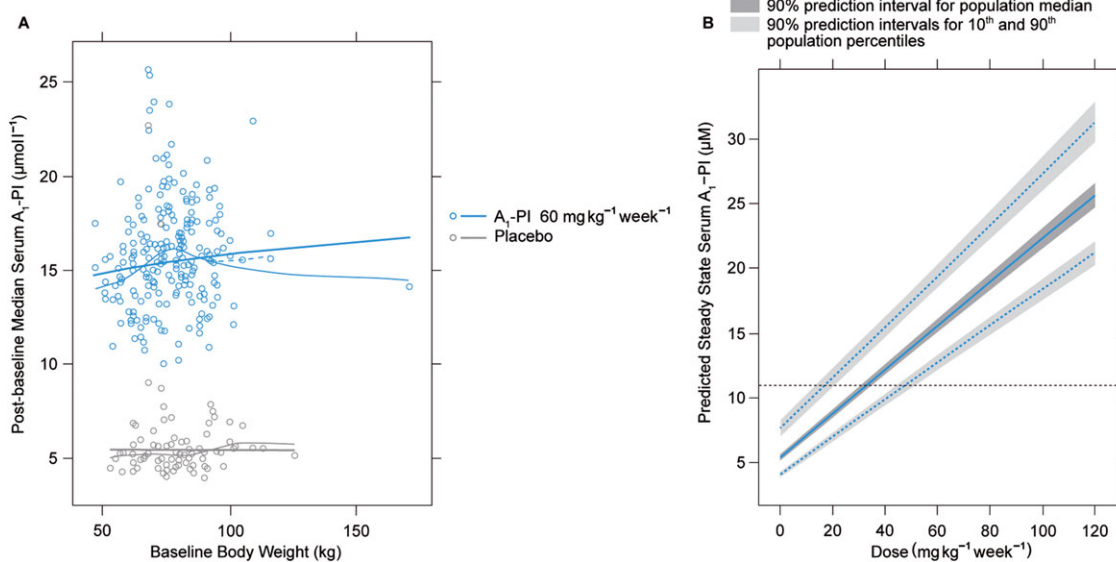 A
Post-baseline Median Serum A₁-PI (µmol l⁻¹)
25
20
15
10
5
50
100
150
Baseline Body Weight (kg)
A₁-PI 60 mg kg⁻¹ week⁻¹
Placebo
B
90% prediction interval for population median
90% prediction intervals for 10ᵗʰ and 90ᵗʰ
population percentiles
Predicted Steady State Serum A₁-PI (µM)
30
25
20
15
10
5
0
20
40
60
80
100
120
Dose (mg kg⁻¹ week⁻¹)